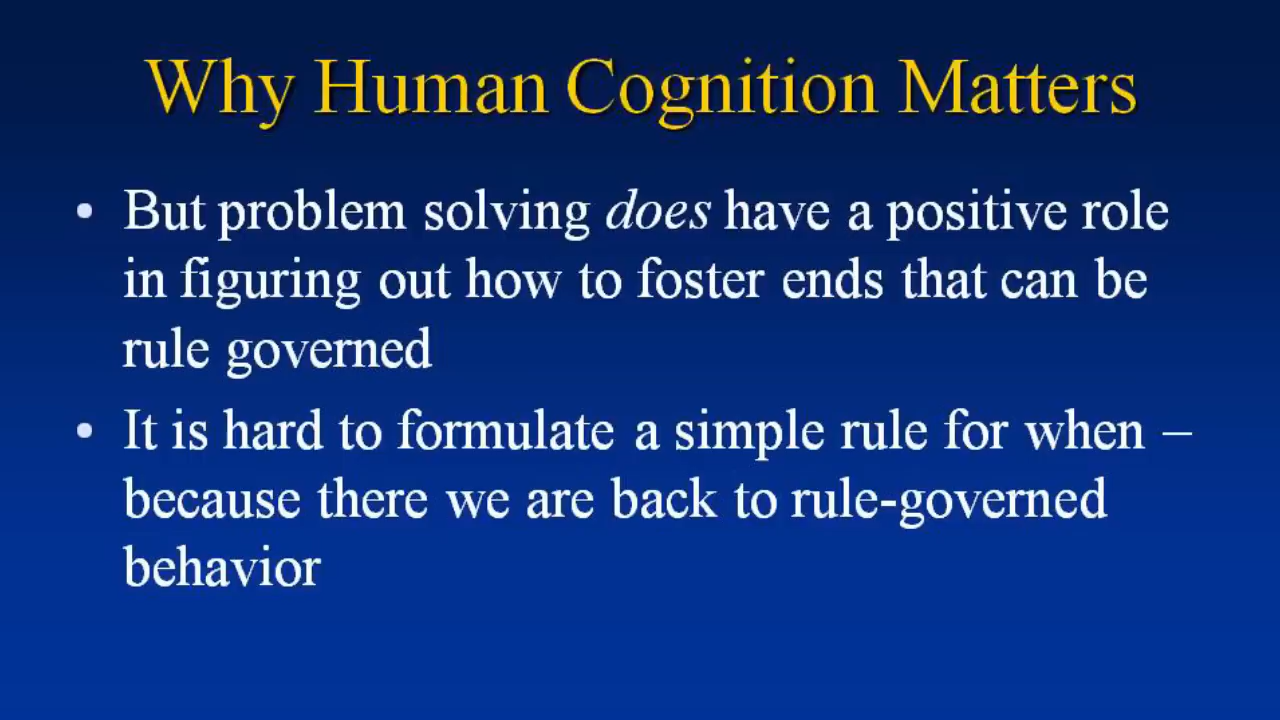 Why Human Cognition Matters
• But problem solving does have a positive role
in figuring out how to foster ends that can be
rule governed
• It is hard to formulate a simple rule for when –
because there we are back to rule-governed
behavior